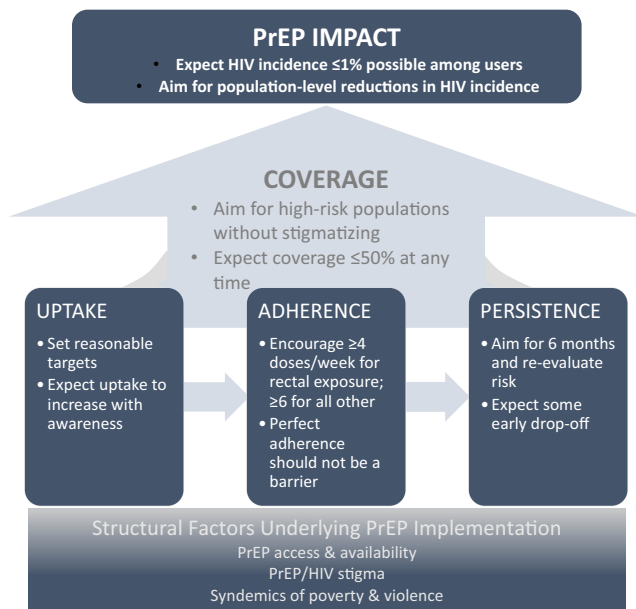 PrEP IMPACT
• Expect HIV incidence ≤1% possible among users
• Aim for population-level reductions in HIV incidence
COVERAGE
• Aim for high-risk populations
without stigmatizing
• Expect coverage ≤50% at any
time
UPTAKE
• Set reasonable
targets
• Expect uptake to
increase with
awareness
ADHERENCE
• Encourage ≥4
doses/week for
rectal exposure;
≥6 for all other
• Perfect
adherence
should not be a
barrier
PERSISTENCE
• Aim for 6 months
and re-evaluate
risk
• Expect some
early drop-off
Structural Factors Underlying PrEP Implementation
PrEP access & availability
PrEP/HIV stigma
Syndemics of poverty & violence